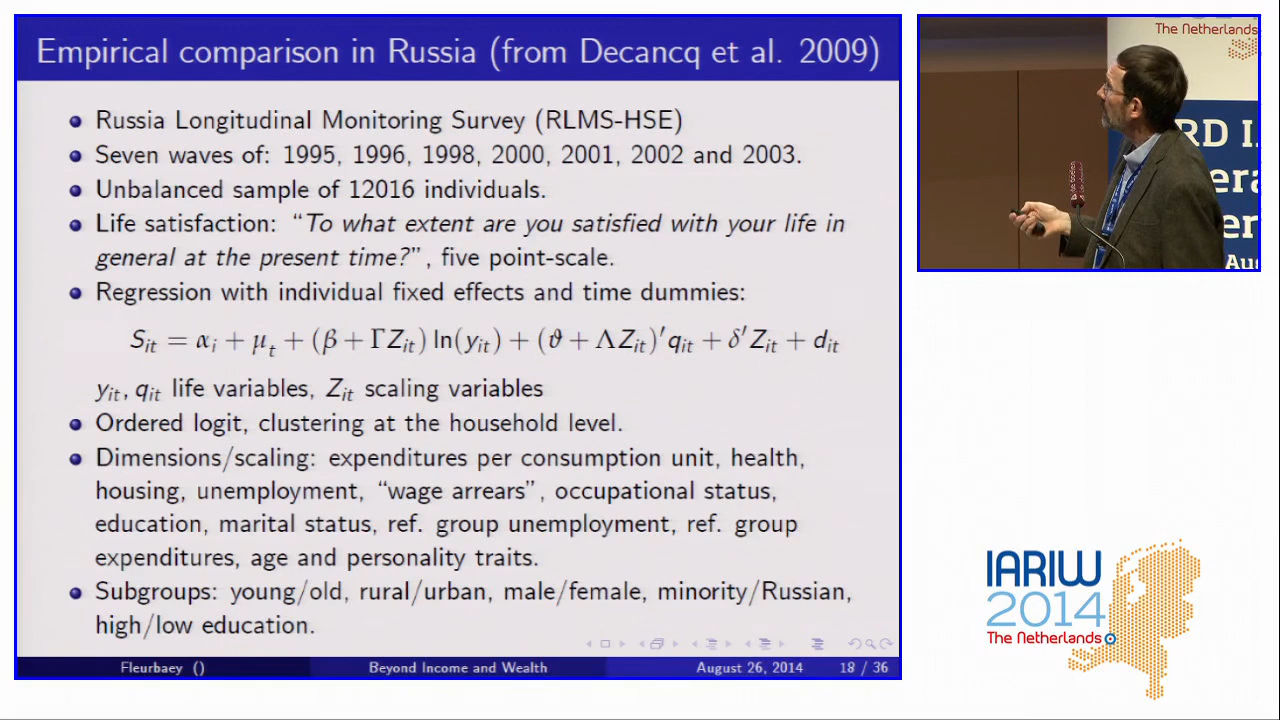 Empirical comparison in Russia (from Decancq et al. 2009)
Russia Longitudinal Monitoring Survey (RLMS-HSE)
Seven waves of: 1995, 1996, 1998, 2000, 2001, 2002 and 2003.
Unbalanced sample of 12016 individuals.
Life satisfaction: "To what extent are you satisfied with your life in
general at the present time?", five point-scale.
Regression with individual fixed effects and time dummies:
S_it = α_i + μ_t + (β + ΓZ_it) ln(y_it) + (ϑ + ΛZ_it)′q_it + δ′Z_it + d_it
y_it, q_it life variables, Z_it scaling variables
Ordered logit, clustering at the household level.
Dimensions/scaling: expenditures per consumption unit, health,
housing, unemployment, "wage arrears", occupational status,
education, marital status, ref. group unemployment, ref. group
expenditures, age and personality traits.
Subgroups: young/old, rural/urban, male/female, minority/Russian,
high/low education.
Fleurbaey () Beyond Income and Wealth August 26, 2014 18 / 36
The Netherlands
RD I
era
en
Aug
IARIW
2014
The Netherlands